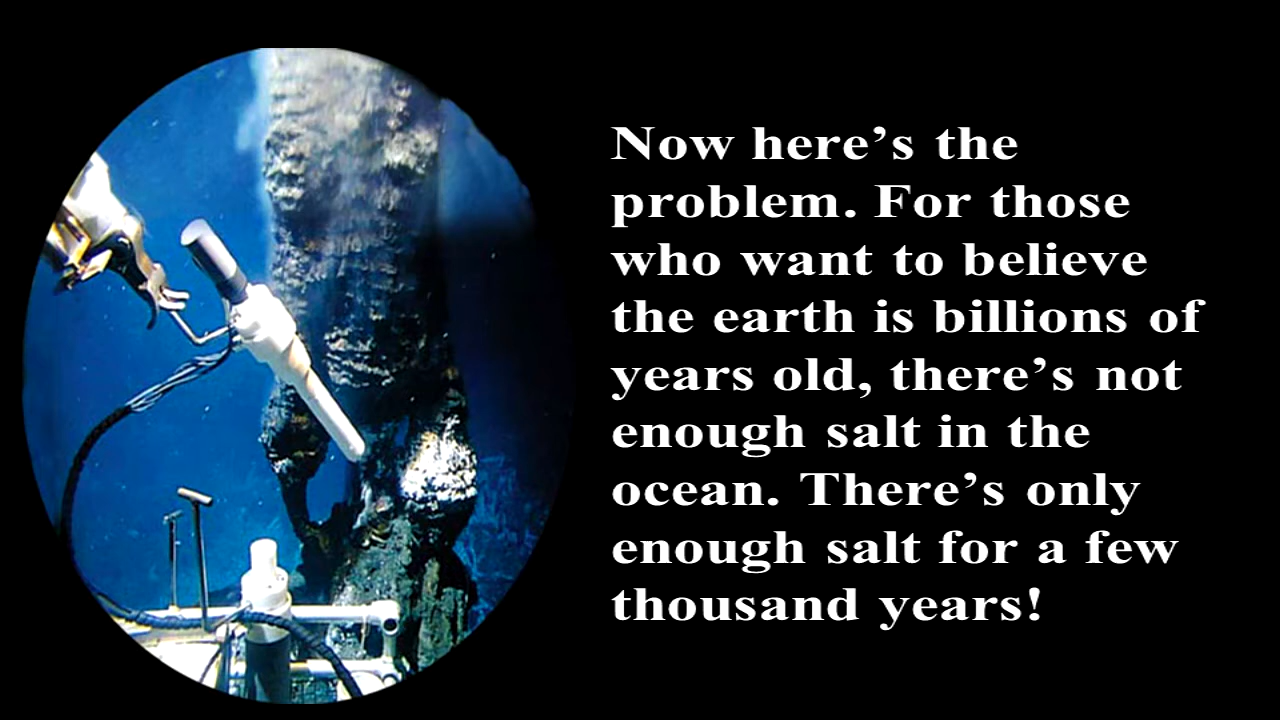 Now here’s the
problem. For those
who want to believe
the earth is billions of
years old, there’s not
enough salt in the
ocean. There’s only
enough salt for a few
thousand years!